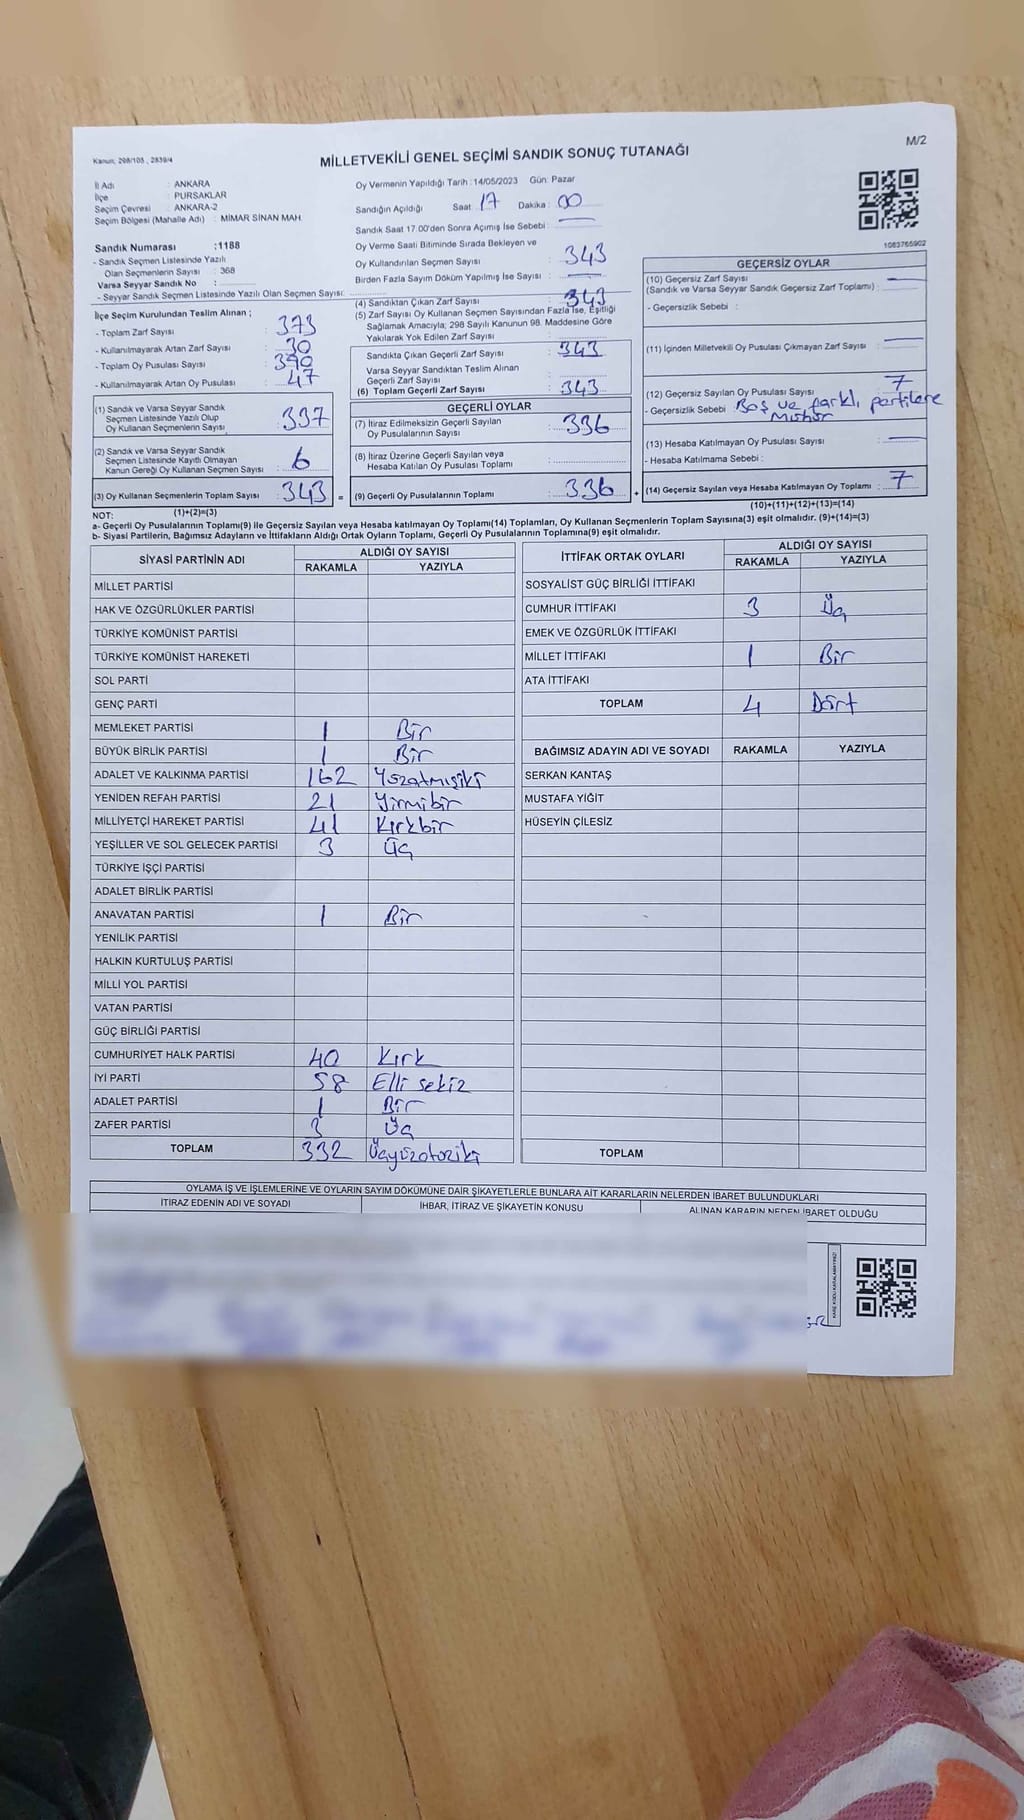 Kanun, 298/105 , 2839/4
MİLLETVEKİLİ GENEL SEÇİMİ SANDIK SONUÇ TUTANAĞI
M/2
İl Adı : ANKARA
İlçe : PURSAKLAR
Seçim Çevresi : ANKARA-2
Seçim Bölgesi (Mahalle Adı) : MİMAR SİNAN MAH.
Sandık Numarası :1188
- Sandık Seçmen Listesinde Yazılı
Olan Seçmenlerin Sayısı : 368
Varsa Seyyar Sandık No :
- Seyyar Sandık Seçmen Listesinde Yazılı Olan Seçmen Sayısı:
Oy Vermenin Yapıldığı Tarih : 14/05/2023 Gün: Pazar
Sandığın Açıldığı Saat: 17 Dakika : 00
Sandık Saat 17:00'den Sonra Açımış İse Sebebi :
Oy Verme Saati Bitiminde Sırada Bekleyen ve
Oy Kullandırılan Seçmen Sayısı : 343
Birden Fazla Sayım Döküm Yapılmış İse Sayısı :
1083765902
İlçe Seçim Kurulundan Teslim Alınan ;
- Toplam Zarf Sayısı : 373
- Kullanılmayarak Artan Zarf Sayısı : 30
- Toplam Oy Pusulası Sayısı : 390
- Kullanılmayarak Artan Oy Pusulası : 47
(1) Sandık ve Varsa Seyyar Sandık
Seçmen Listesinde Yazılı Olup
Oy Kullanan Seçmenlerin Sayısı : 337
(2) Sandık ve Varsa Seyyar Sandık
Seçmen Listesinde Kayıtlı Olmayan
Kanun Gereği Oy Kullanan Seçmen Sayısı : 6
(3) Oy Kullanan Seçmenlerin Toplam Sayısı : 343 =
(1)+(2)=(3)
(4) Sandıktan Çıkan Zarf Sayısı : 343
(5) Zarf Sayısı Oy Kullanan Seçmen Sayısından Fazla İse, Eşitliği
Sağlamak Amacıyla; 298 Sayılı Kanunun 98. Maddesine Göre
Yakılarak Yok Edilen Zarf Sayısı :
Sandıkta Çıkan Geçerli Zarf Sayısı : 343
Varsa Seyyar Sandıktan Teslim Alınan
Geçerli Zarf Sayısı :
(6) Toplam Geçerli Zarf Sayısı : 343
GEÇERLİ OYLAR
(7) İtiraz Edilmeksizin Geçerli Sayılan
Oy Pusulalarının Sayısı : 336
(8) İtiraz Üzerine Geçerli Sayılan veya
Hesaba Katılan Oy Pusulası Toplamı :
(9) Geçerli Oy Pusulalarının Toplamı : 336 +
GEÇERSİZ OYLAR
(10) Geçersiz Zarf Sayısı
(Sandık ve Varsa Seyyar Sandık Geçersiz Zarf Toplamı) :
- Geçersizlik Sebebi :
(11) İçinden Milletvekili Oy Pusulası Çıkmayan Zarf Sayısı :
(12) Geçersiz Sayılan Oy Pusulası Sayısı : 7
- Geçersizlik Sebebi : Boş ve farklı partilere
Mühür
(13) Hesaba Katılmayan Oy Pusulası Sayısı :
- Hesaba Katılmama Sebebi :
(14) Geçersiz Sayılan veya Hesaba Katılmayan Oy Toplamı : 7
(10)+(11)+(12)+(13)=(14)
NOT:
a- Geçerli Oy Pusulalarının Toplamı(9) ile Geçersiz Sayılan veya Hesaba katılmayan Oy Toplamı(14) Toplamları, Oy Kullanan Seçmenlerin Toplam Sayısına(3) eşit olmalıdır. (9)+(14)=(3)
b- Siyasi Partilerin, Bağımsız Adayların ve İttifakların Aldığı Ortak Oyların Toplamı, Geçerli Oy Pusulalarının Toplamına(9) eşit olmalıdır.
SİYASİ PARTİNİN ADI ALDIĞI OY SAYISI
RAKAMLA YAZIYLA
MİLLET PARTİSİ
HAK VE ÖZGÜRLÜKLER PARTİSİ
TÜRKİYE KOMÜNİST PARTİSİ
TÜRKİYE KOMÜNİST HAREKETİ
SOL PARTİ
GENÇ PARTİ
MEMLEKET PARTİSİ 1 Bir
BÜYÜK BİRLİK PARTİSİ 1 Bir
ADALET VE KALKINMA PARTİSİ 162 Yüzatmışiki
YENİDEN REFAH PARTİSİ 21 Yirmibir
MİLLİYETÇİ HAREKET PARTİSİ 41 Kırkbir
YEŞİLLER VE SOL GELECEK PARTİSİ 3 Üç
TÜRKİYE İŞÇİ PARTİSİ
ADALET BİRLİK PARTİSİ
ANAVATAN PARTİSİ 1 Bir
YENİLİK PARTİSİ
HALKIN KURTULUŞ PARTİSİ
MİLLİ YOL PARTİSİ
VATAN PARTİSİ
GÜÇ BİRLİĞİ PARTİSİ
CUMHURİYET HALK PARTİSİ 40 Kırk
İYİ PARTİ 58 Elli sekiz
ADALET PARTİSİ 1 Bir
ZAFER PARTİSİ 3 Üç
TOPLAM 332 Üçyüzotuziki
İTTİFAK ORTAK OYLARI ALDIĞI OY SAYISI
RAKAMLA YAZIYLA
SOSYALİST GÜÇ BİRLİĞİ İTTİFAKI
CUMHUR İTTİFAKI 3 Üç
EMEK VE ÖZGÜRLÜK İTTİFAKI
MİLLET İTTİFAKI 1 Bir
ATA İTTİFAKI
TOPLAM 4 Dört
BAĞIMSIZ ADAYIN ADI VE SOYADI RAKAMLA YAZIYLA
SERKAN KANTAŞ
MUSTAFA YİĞİT
HÜSEYİN ÇİLESİZ
TOPLAM
OYLAMA İŞ VE İŞLEMLERİNE VE OYLARIN SAYIM DÖKÜMÜNE DAİR ŞİKAYETLERLE BUNLARA AİT KARARLARIN NELERDEN İBARET BULUNDUKLARI
İTİRAZ EDENİN ADI VE SOYADI İHBAR, İTİRAZ VE ŞİKAYETİN KONUSU ALINAN KARARIN NEDEN İBARET OLDUĞU
KARE KODU KARALAMAYINIZ!